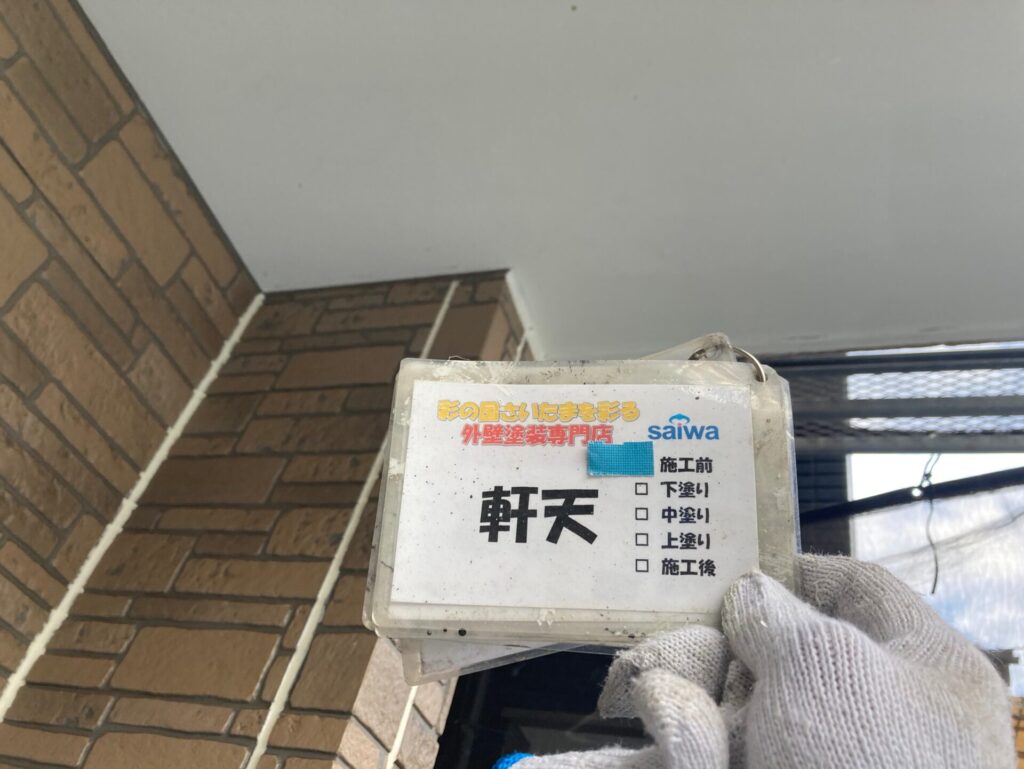 彩の国さいたまを彩る
外壁塗装専門店
saiwa
軒天
施工前
□ 下塗り
□ 中塗り
□ 上塗り
□ 施工後